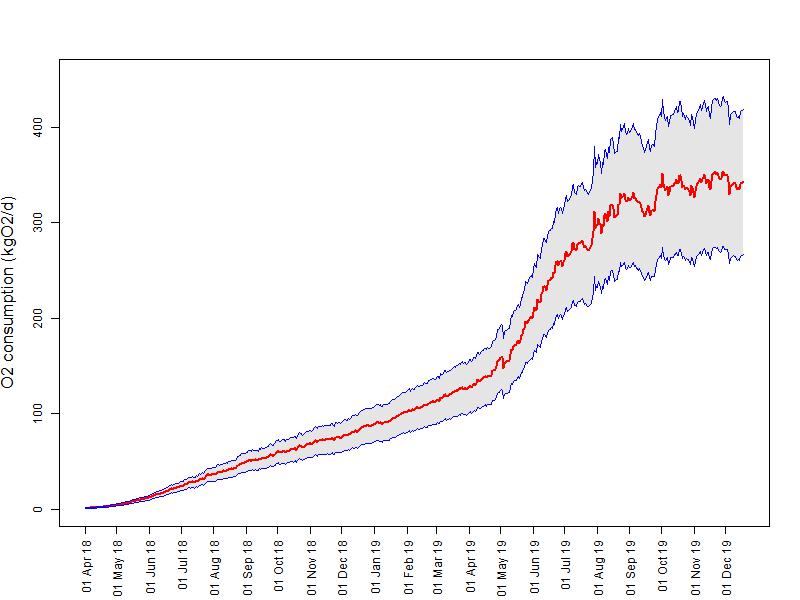 O2 consumption (kgO2/d)
400
300
200
100
0
01 Apr 18
01 May 18
01 Jun 18
01 Jul 18
01 Aug 18
01 Sep 18
01 Oct 18
01 Nov 18
01 Dec 18
01 Jan 19
01 Feb 19
01 Mar 19
01 Apr 19
01 May 19
01 Jun 19
01 Jul 19
01 Aug 19
01 Sep 19
01 Oct 19
01 Nov 19
01 Dec 19